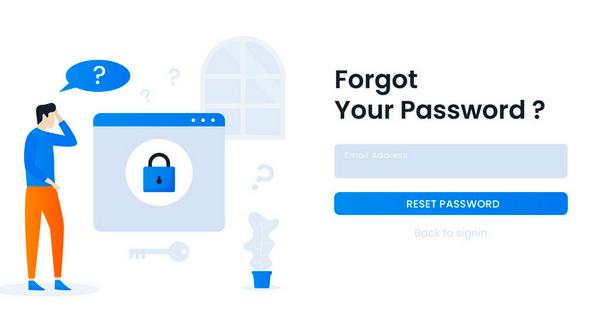 ?
?
?
?
Forgot
Your Password ?
Email Address
RESET PASSWORD
Back to signin